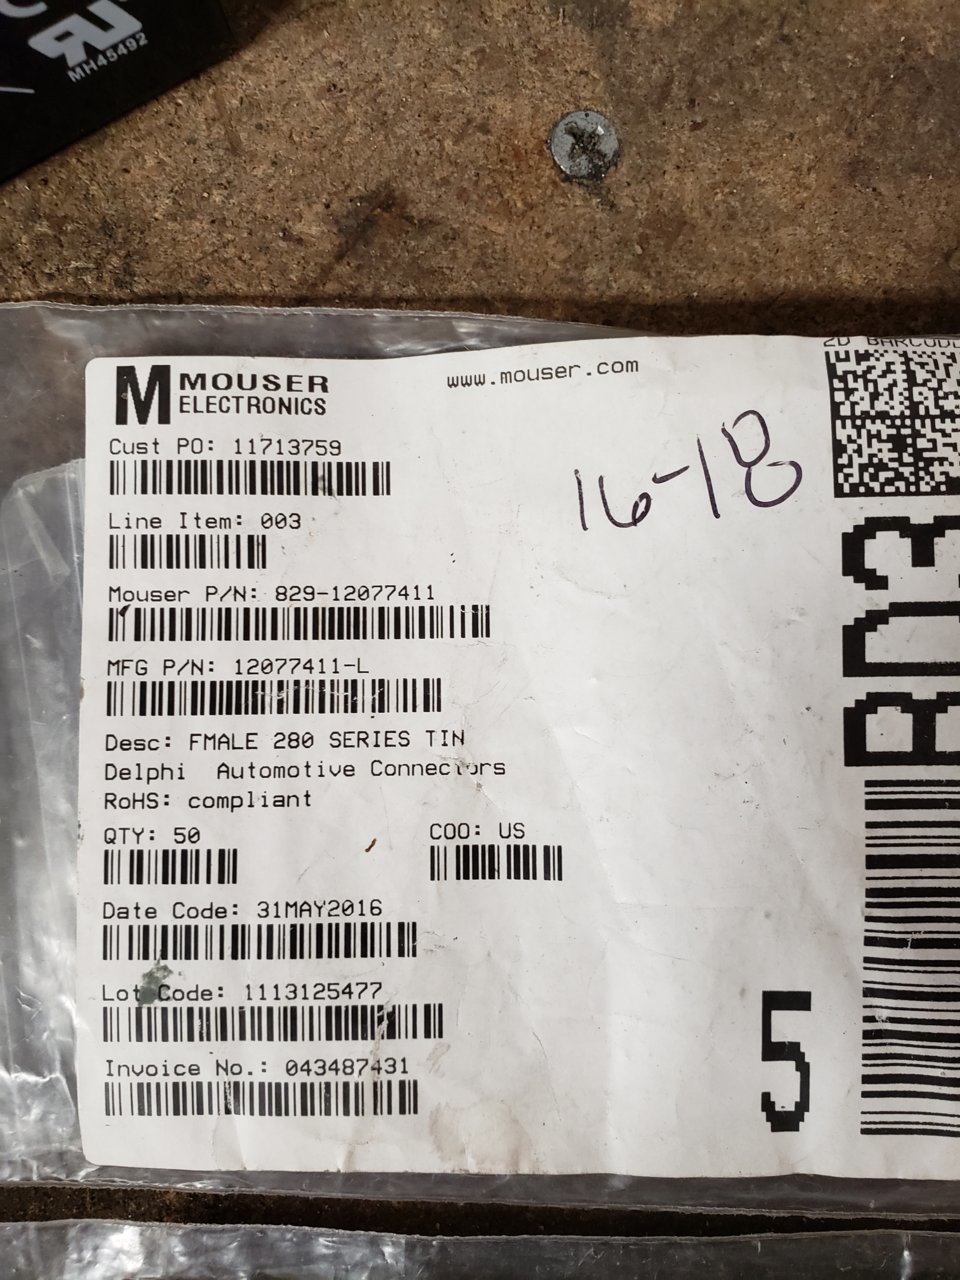 MH45492
M MOUSER
ELECTRONICS
www.mouser.com
2D BARCODE
16-18
Cust PO: 11713759
Line Item: 003
Mouser P/N: 829-12077411
MFG P/N: 12077411-L
Desc: FMALE 280 SERIES TIN
Delphi Automotive Connectors
RoHS: compliant
QTY: 50
COO: US
Date Code: 31MAY2016
Lot Code: 1113125477
Invoice No.: 043487431
5
BD3